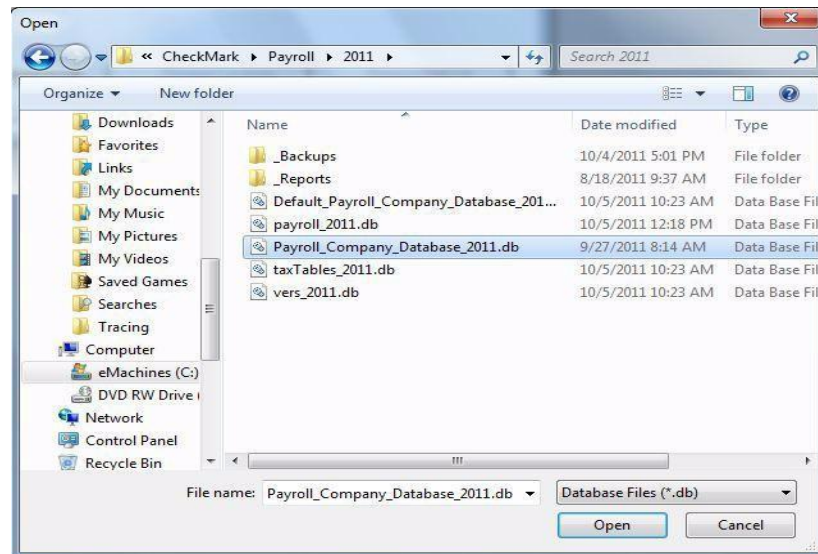 Open
« CheckMark ▸ Payroll ▸ 2011 ▸ Search 2011
Organize ▾ New folder
Name Date modified Type
Downloads
Favorites
Links
My Documents
My Music
My Pictures
My Videos
Saved Games
Searches
Tracing
Computer
eMachines (C:)
DVD RW Drive (
Network
Control Panel
Recycle Bin
_Backups 10/4/2011 5:01 PM File folder
_Reports 8/18/2011 9:37 AM File folder
Default_Payroll_Company_Database_201... 10/5/2011 10:23 AM Data Base Fil
payroll_2011.db 10/5/2011 12:18 PM Data Base Fil
Payroll_Company_Database_2011.db 9/27/2011 8:14 AM Data Base Fil
taxTables_2011.db 10/5/2011 10:23 AM Data Base Fil
vers_2011.db 10/5/2011 10:23 AM Data Base Fil
File name: Payroll_Company_Database_2011.db Database Files (*.db)
Open Cancel